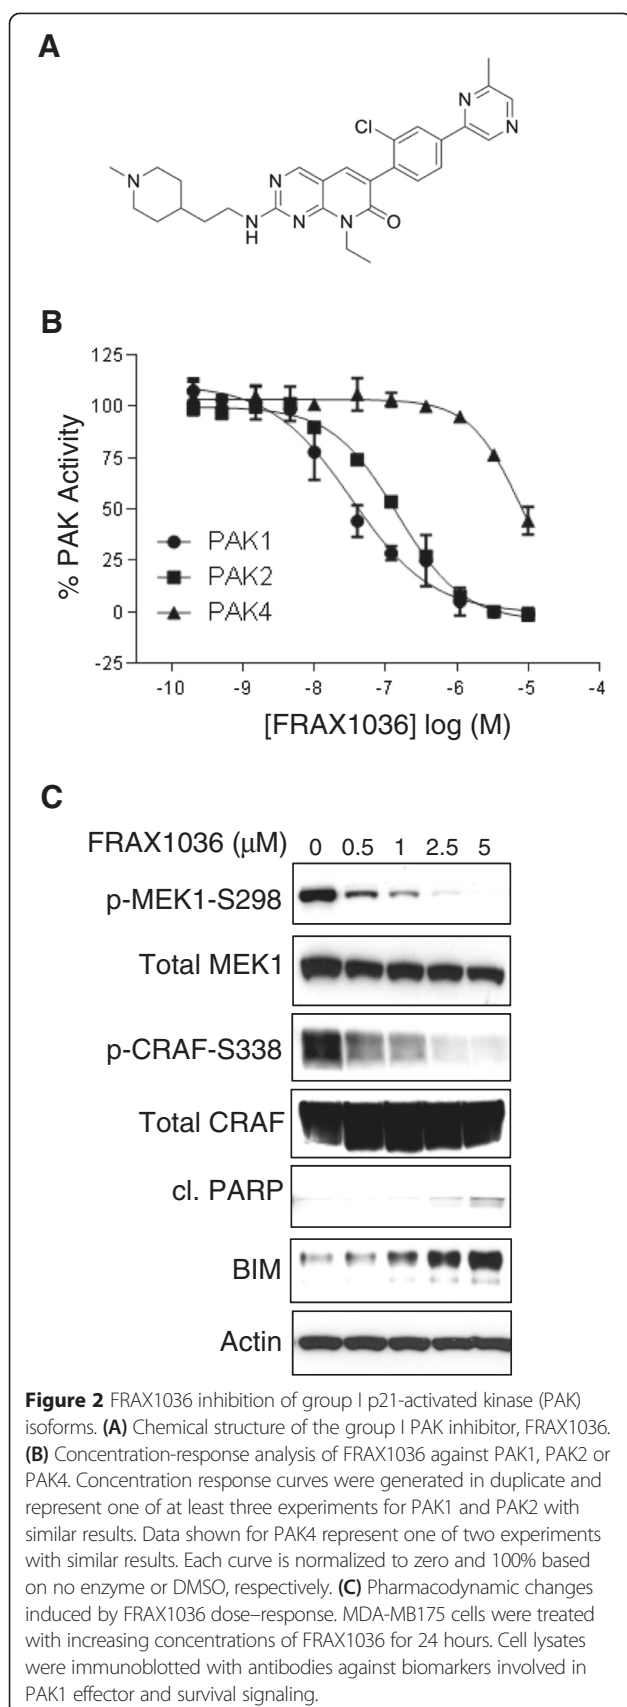 A
N
N
Cl
N
N
N
H
N
N
O
B
125
100
75
50
25
0
-25
% PAK Activity
PAK1
PAK2
PAK4
-10 -9 -8 -7 -6 -5 -4
[FRAX1036] log (M)
C
FRAX1036 (μM) 0 0.5 1 2.5 5
p-MEK1-S298
Total MEK1
p-CRAF-S338
Total CRAF
cl. PARP
BIM
Actin
Figure 2 FRAX1036 inhibition of group I p21-activated kinase (PAK)
isoforms. (A) Chemical structure of the group I PAK inhibitor, FRAX1036.
(B) Concentration-response analysis of FRAX1036 against PAK1, PAK2 or
PAK4. Concentration response curves were generated in duplicate and
represent one of at least three experiments for PAK1 and PAK2 with
similar results. Data shown for PAK4 represent one of two experiments
with similar results. Each curve is normalized to zero and 100% based
on no enzyme or DMSO, respectively. (C) Pharmacodynamic changes
induced by FRAX1036 dose–response. MDA-MB175 cells were treated
with increasing concentrations of FRAX1036 for 24 hours. Cell lysates
were immunoblotted with antibodies against biomarkers involved in
PAK1 effector and survival signaling.